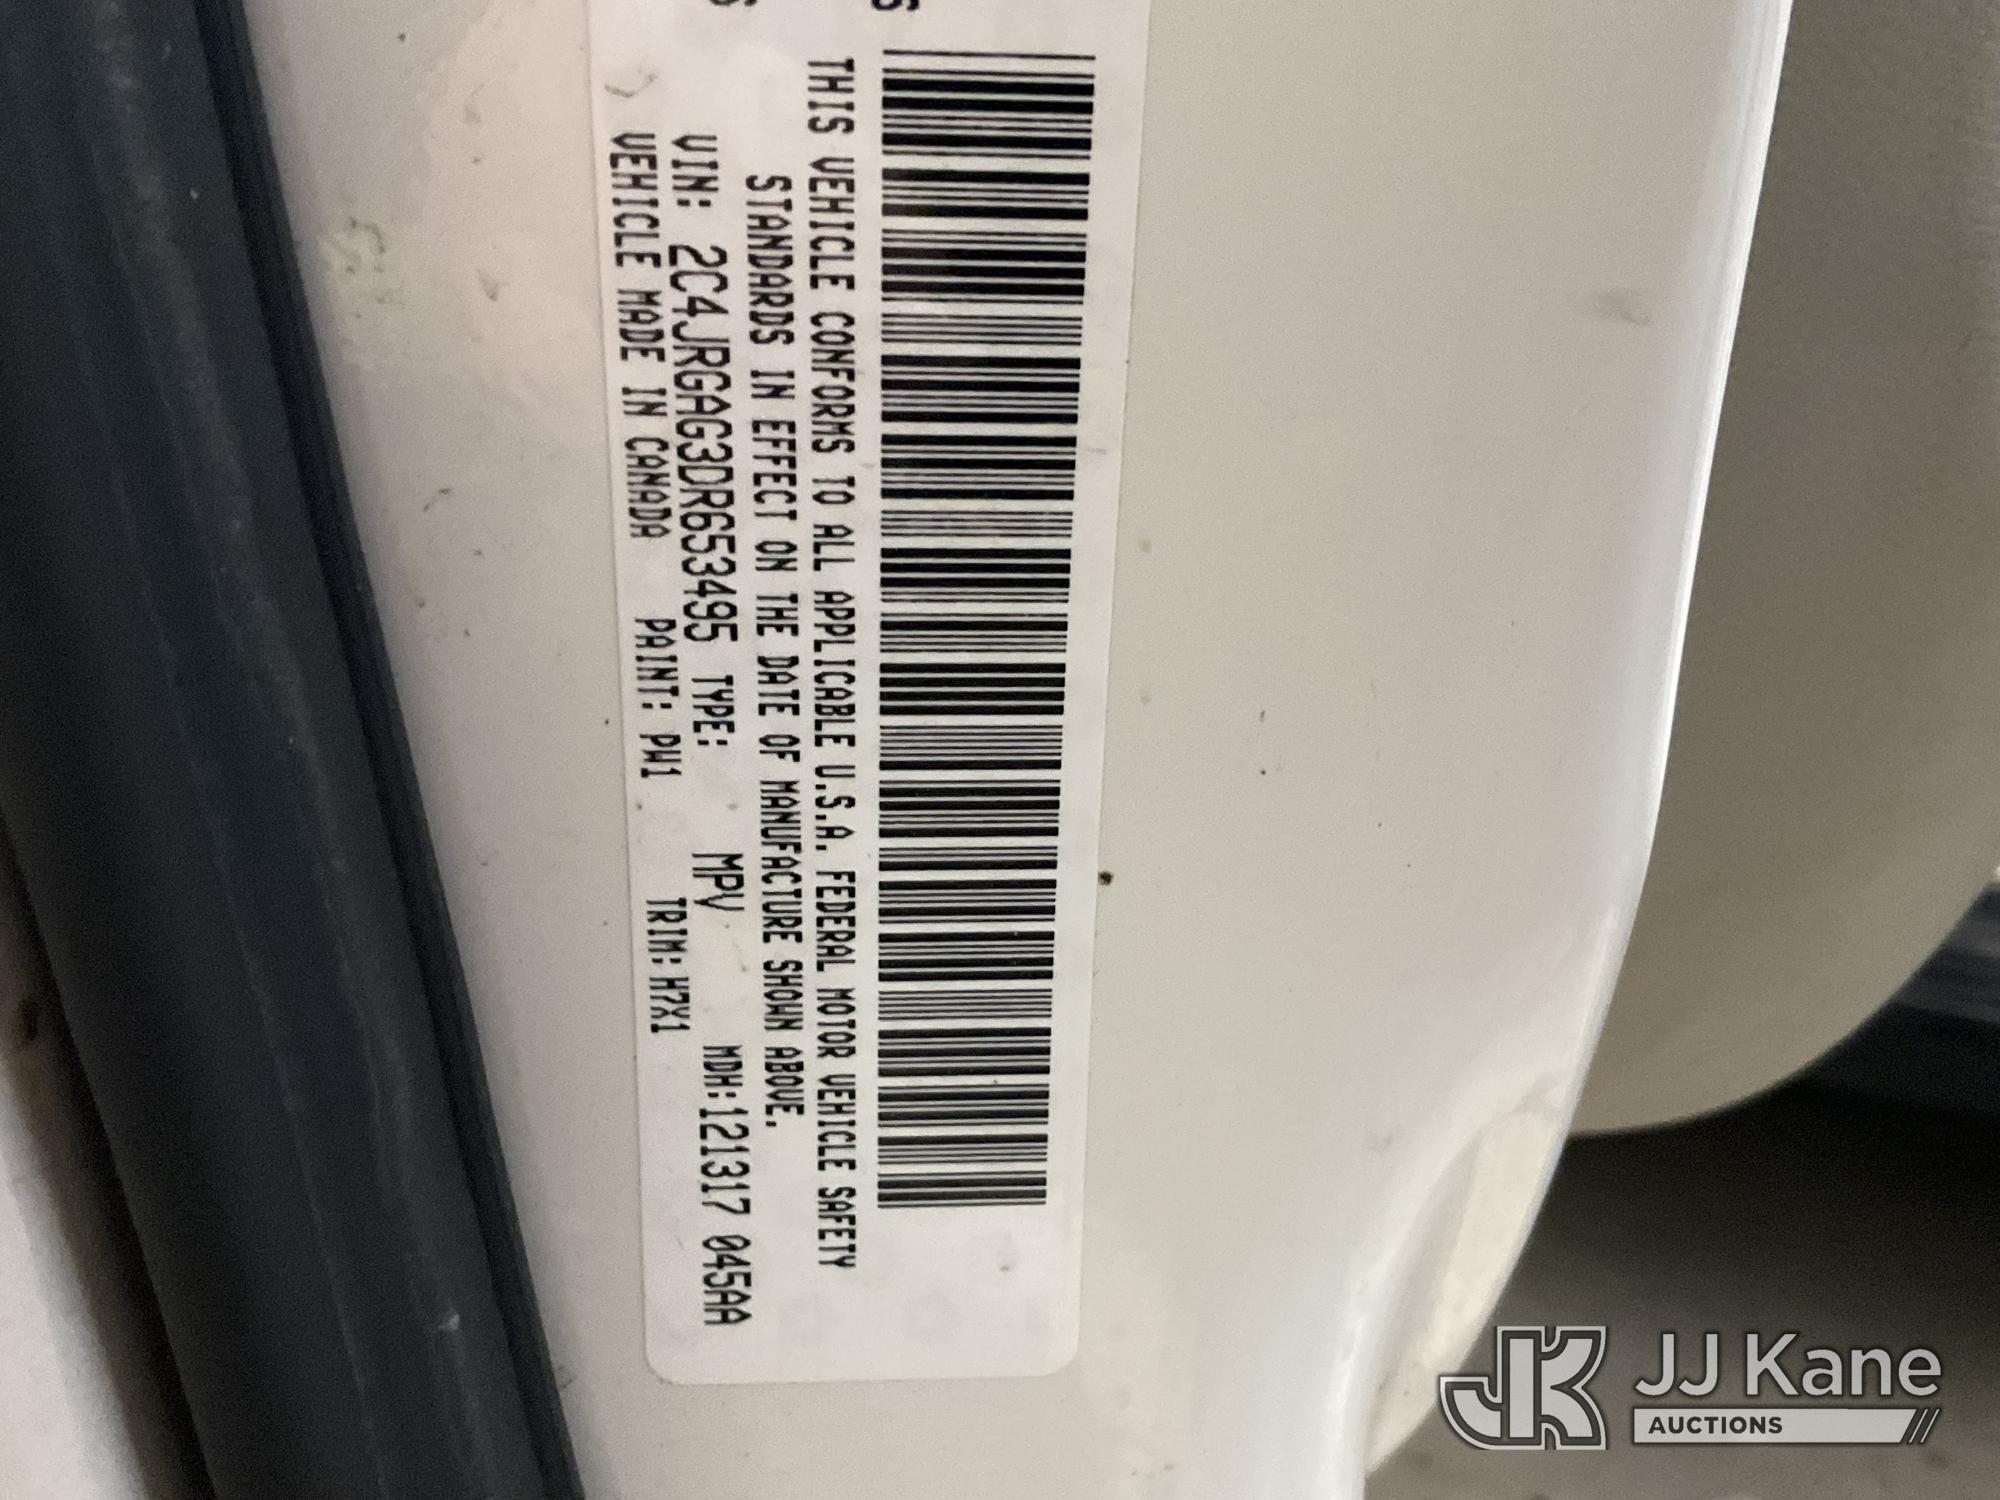 THIS VEHICLE CONFORMS TO ALL APPLICABLE U.S.A. FEDERAL MOTOR VEHICLE SAFETY
STANDARDS IN EFFECT ON THE DATE OF MANUFACTURE SHOWN ABOVE.
VIN: 2C4JRGAG3DR653495 TYPE: MPV MDH:121317 045AA
VEHICLE MADE IN CANADA PAINT: PW1 TRIM:H7X1
JJ Kane
AUCTIONS